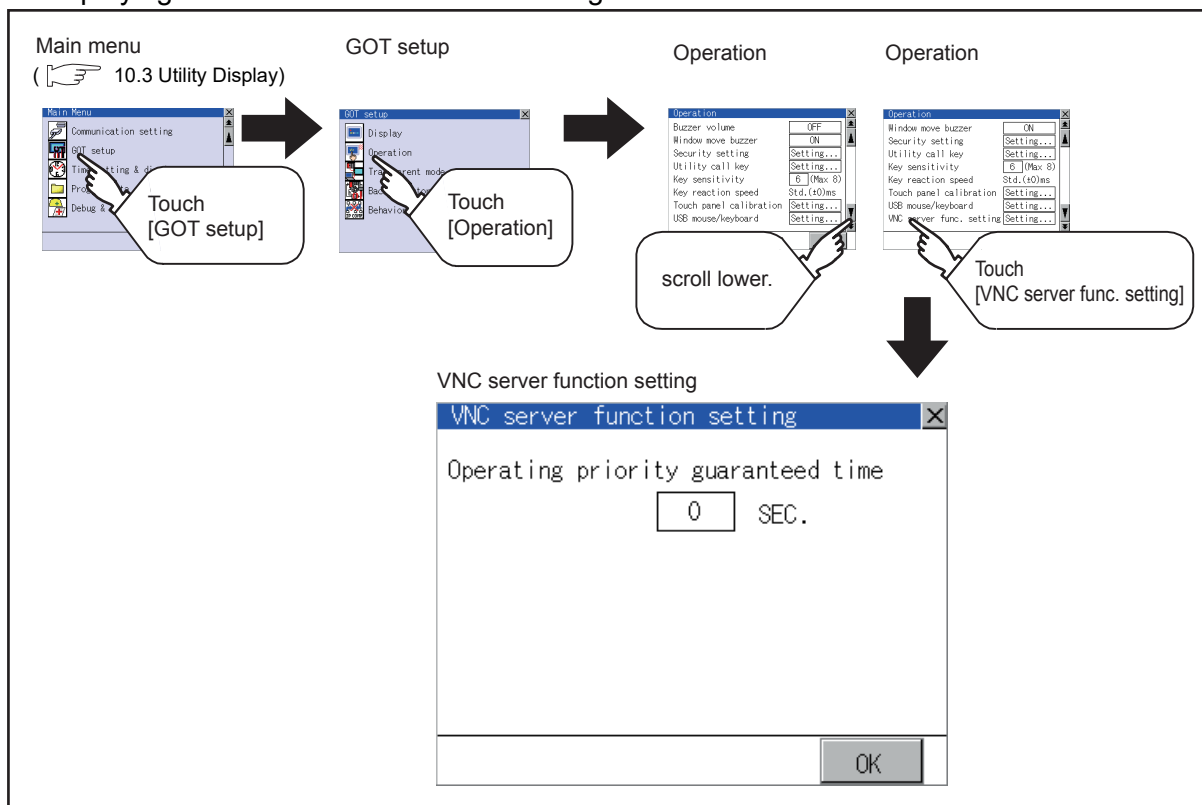 Main menu
( 10.3 Utility Display)
GOT setup
Operation
Operation
Main Menu
Communication setting
GOT setup
Debug &
Touch
[GOT setup]
GOT setup
Display
Operation
Behavio
Touch
[Operation]
Operation
Buzzer volume OFF
Window move buzzer ON
Security setting Setting...
Utility call key Setting...
Key sensitivity 6 (Max 8)
Key reaction speed Std.(±0)ms
Touch panel calibration Setting...
USB mouse/keyboard Setting...
scroll lower.
Operation
Window move buzzer ON
Security setting Setting...
Utility call key Setting...
Key sensitivity 6 (Max 8)
Key reaction speed Std.(±0)ms
Touch panel calibration Setting...
USB mouse/keyboard Setting...
VNC server func. setting Setting...
Touch
[VNC server func. setting]
VNC server function setting
VNC server function setting
Operating priority guaranteed time
0 SEC.
OK